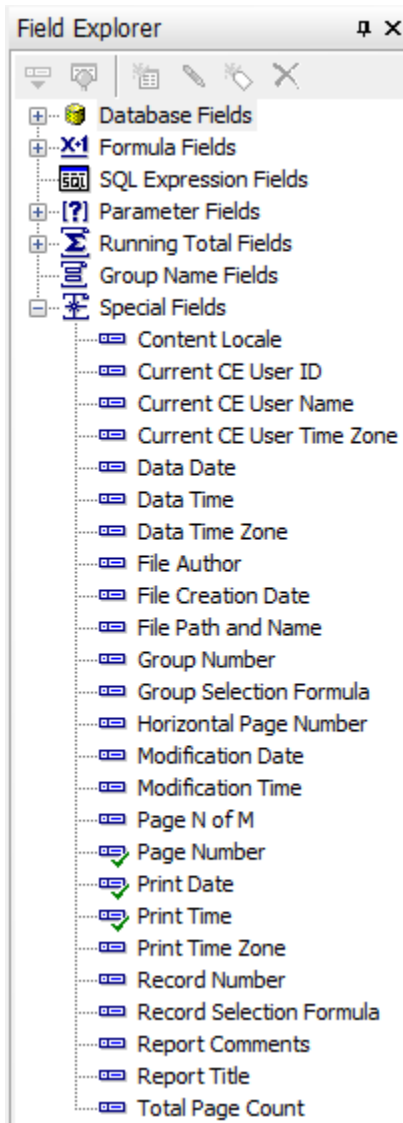 Field Explorer
Database Fields
X+1 Formula Fields
SQL SQL Expression Fields
[?] Parameter Fields
Σ Running Total Fields
Group Name Fields
Special Fields
Content Locale
Current CE User ID
Current CE User Name
Current CE User Time Zone
Data Date
Data Time
Data Time Zone
File Author
File Creation Date
File Path and Name
Group Number
Group Selection Formula
Horizontal Page Number
Modification Date
Modification Time
Page N of M
Page Number
Print Date
Print Time
Print Time Zone
Record Number
Record Selection Formula
Report Comments
Report Title
Total Page Count